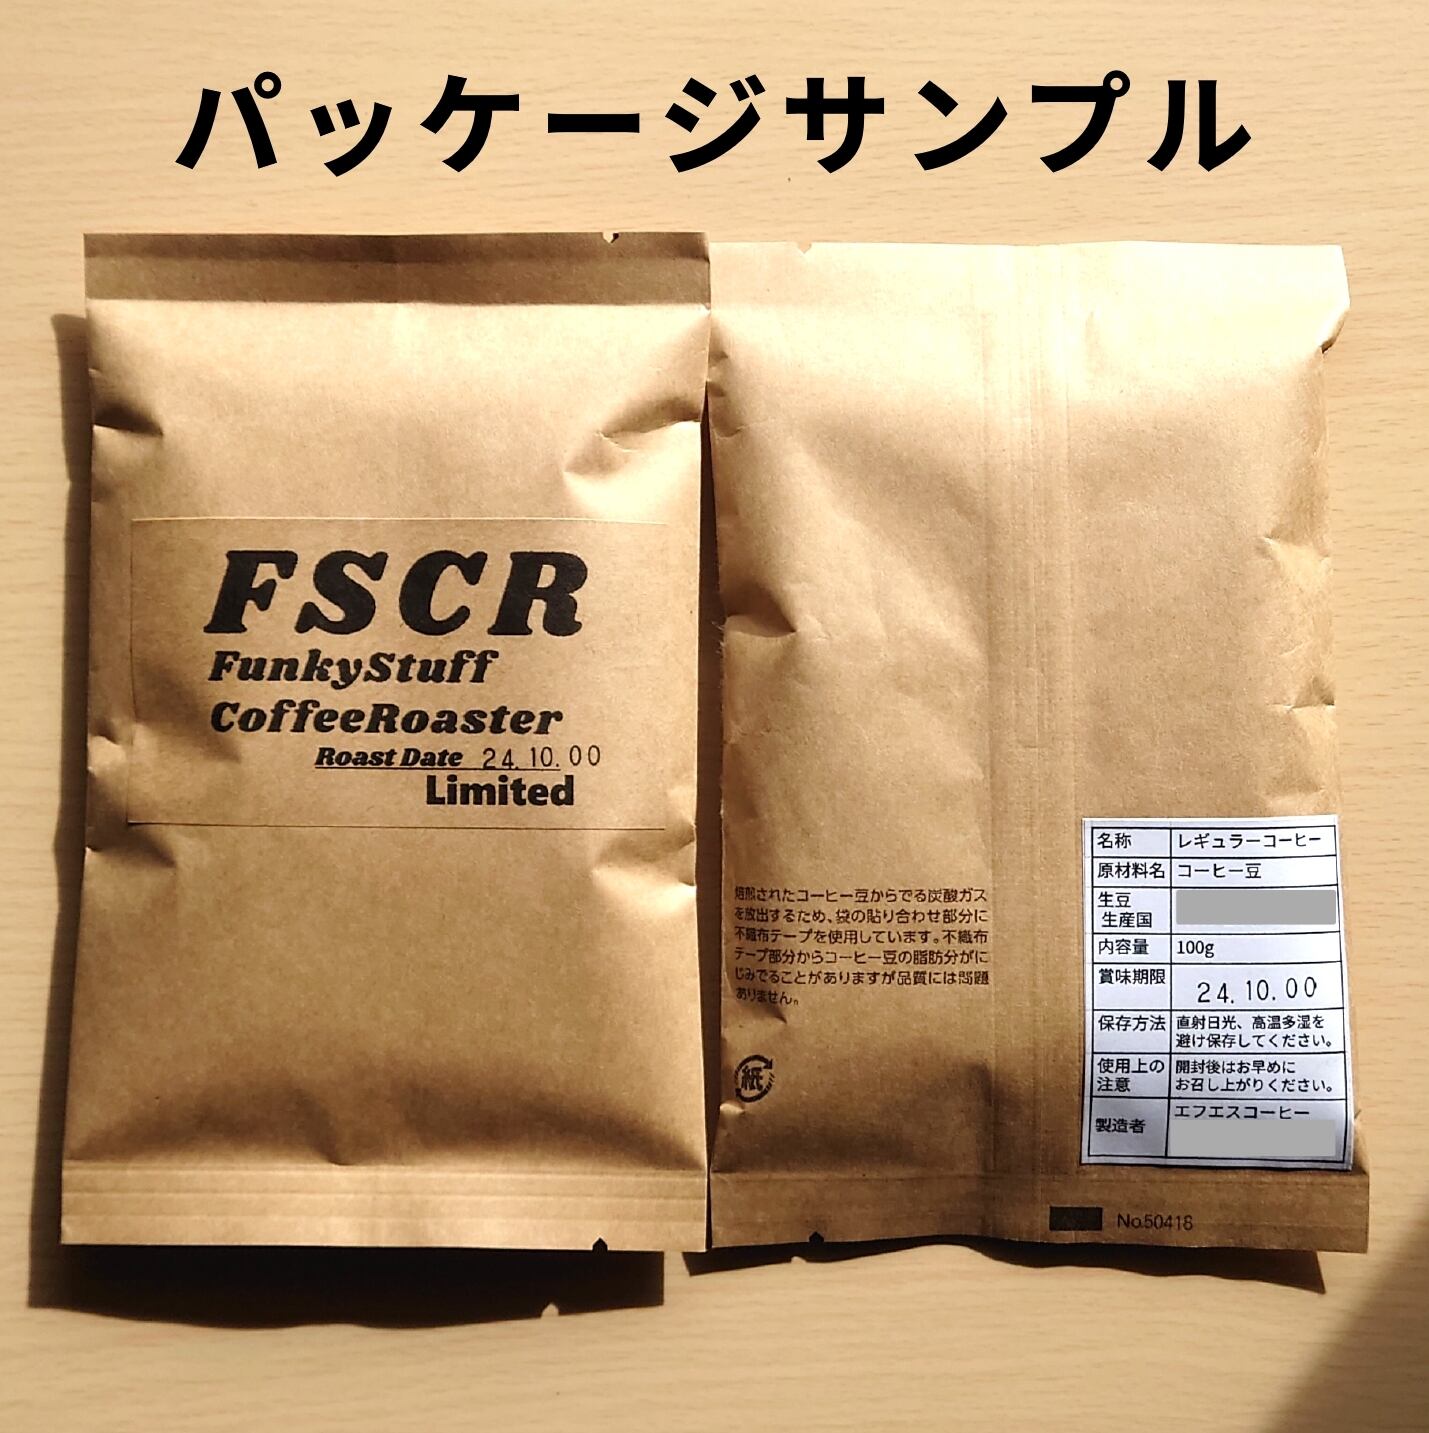 パッケージサンプル
FSCR
FunkyStuff
CoffeeRoaster
Roast Date 24.10.00
Limited
焙煎されたコーヒー豆からでる炭酸ガス
を放出するため、袋の貼り合わせ部分に
不織布テープを使用しています。不織布
テープ部分からコーヒー豆の脂肪分がに
じみでることがありますが品質には問題
ありません。
紙
名称 レギュラーコーヒー
原材料名 コーヒー豆
生豆
生産国
内容量 100g
賞味期限 24.10.00
保存方法 直射日光、高温多湿を
避け保存してください。
使用上の
注意 開封後はお早めに
お召し上がりください。
製造者 エフエスコーヒー
No.50418